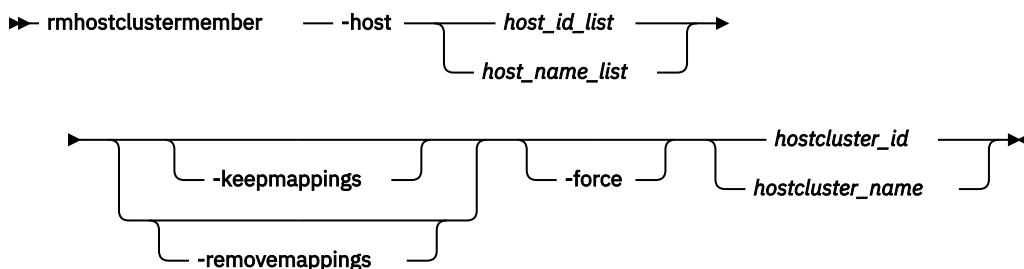 rmhostclustermember -host host_id_list
host_name_list
hostcluster_id
-keepmappings -force hostcluster_name
-removemappings